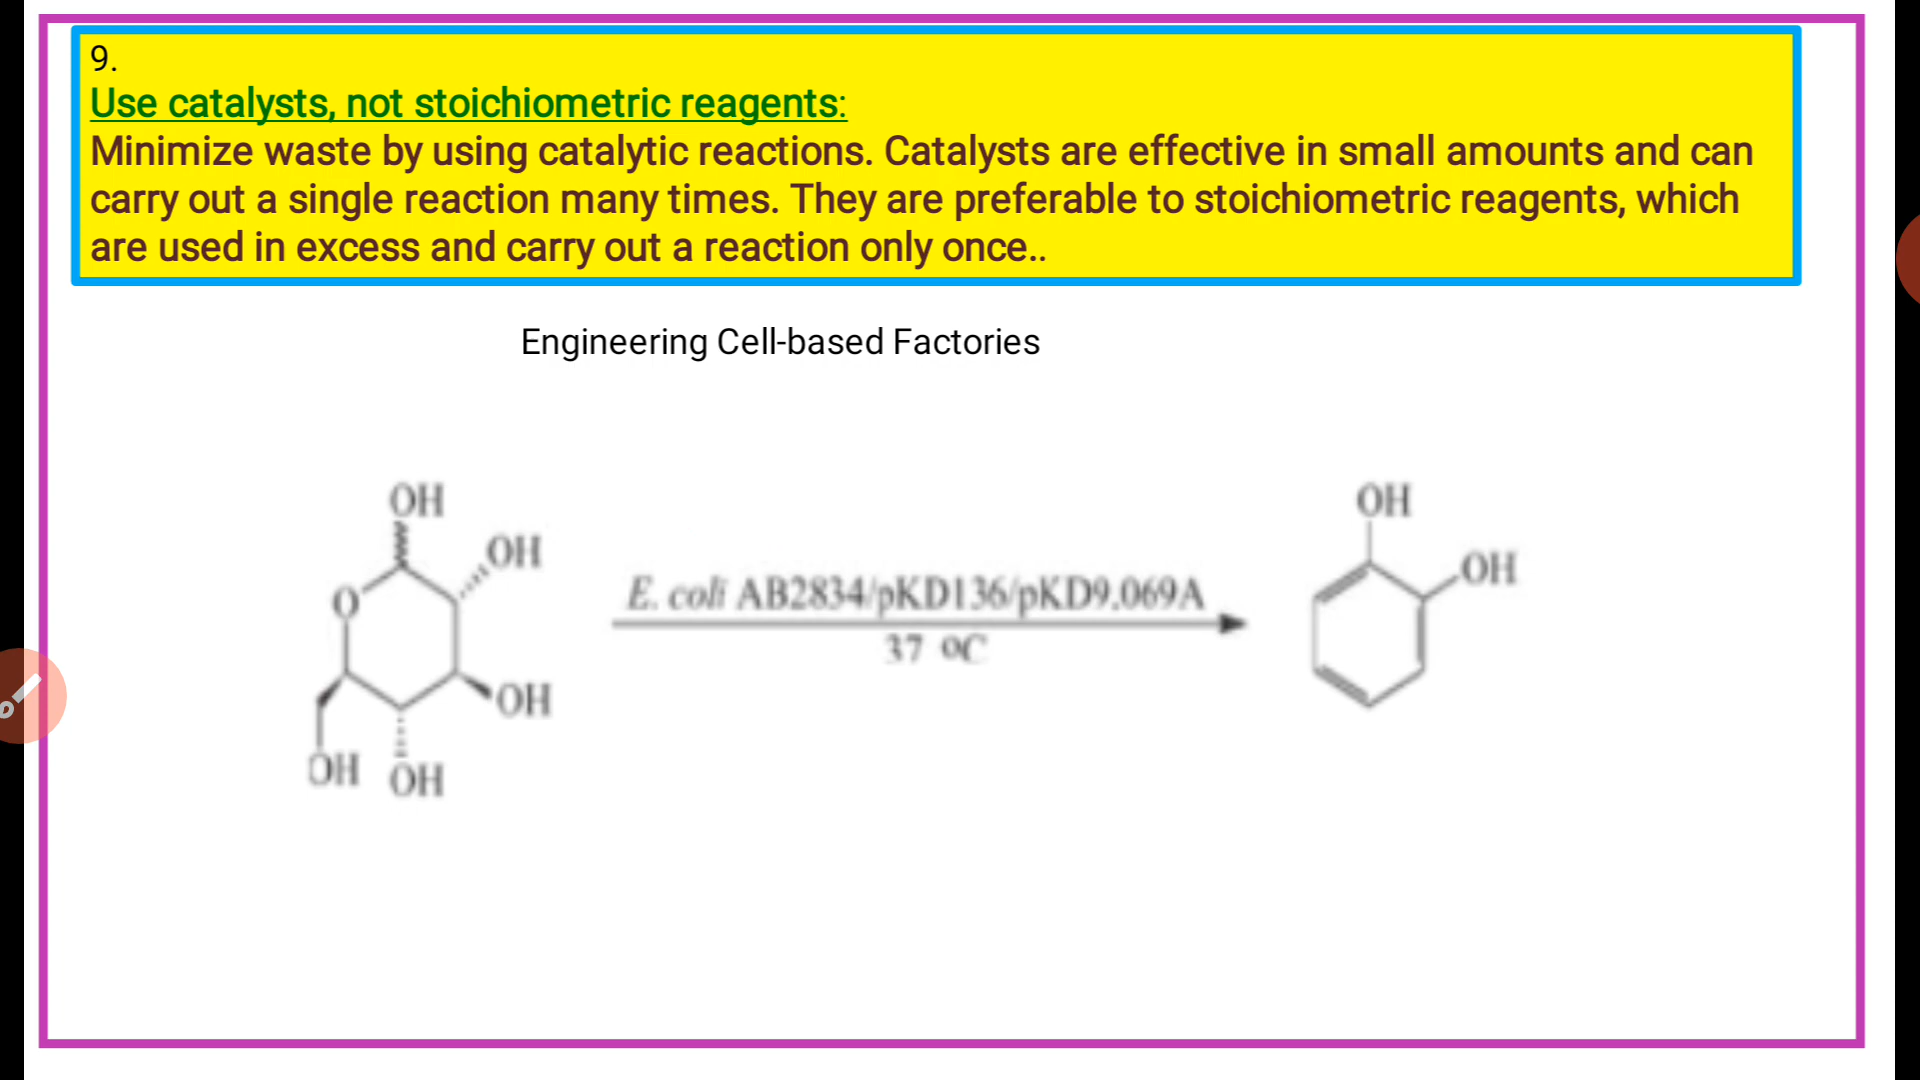 9.
Use catalysts, not stoichiometric reagents:
Minimize waste by using catalytic reactions. Catalysts are effective in small amounts and can
carry out a single reaction many times. They are preferable to stoichiometric reagents, which
are used in excess and carry out a reaction only once..
Engineering Cell-based Factories
OH
OH
O
OH
OH
OH
E. coli AB2834/pKD136/pKD9.069A
37 ºC
OH
OH